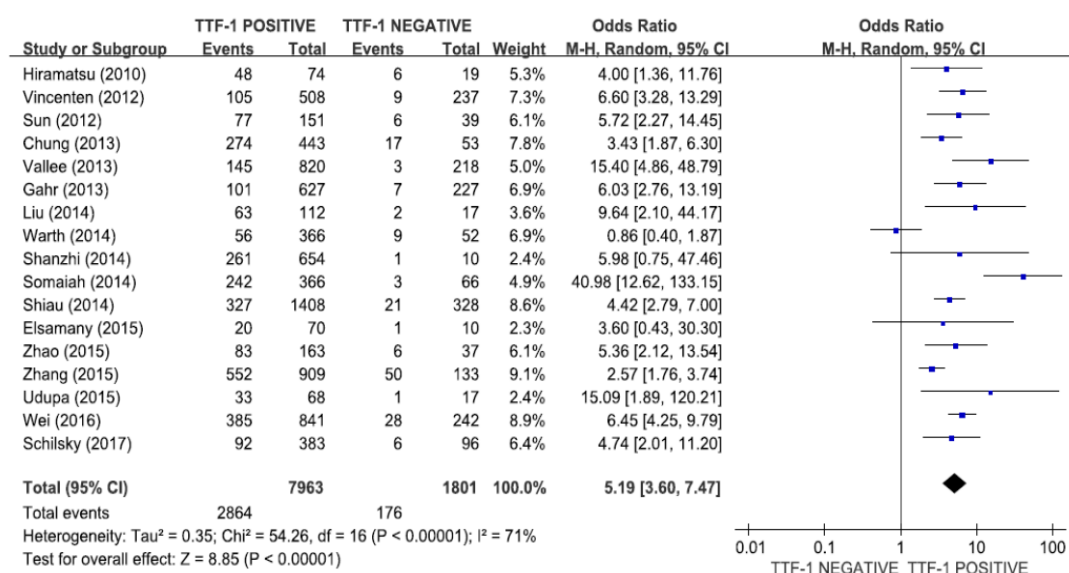 TTF-1 POSITIVE TTF-1 NEGATIVE Odds Ratio Odds Ratio
Study or Subgroup Events Total Events Total Weight M-H, Random, 95% CI M-H, Random, 95% CI
Hiramatsu (2010) 48 74 6 19 5.3% 4.00 [1.36, 11.76]
Vincenten (2012) 105 508 9 237 7.3% 6.60 [3.28, 13.29]
Sun (2012) 77 151 6 39 6.1% 5.72 [2.27, 14.45]
Chung (2013) 274 443 17 53 7.8% 3.43 [1.87, 6.30]
Vallee (2013) 145 820 3 218 5.0% 15.40 [4.86, 48.79]
Gahr (2013) 101 627 7 227 6.9% 6.03 [2.76, 13.19]
Liu (2014) 63 112 2 17 3.6% 9.64 [2.10, 44.17]
Warth (2014) 56 366 9 52 6.9% 0.86 [0.40, 1.87]
Shanzhi (2014) 261 654 1 10 2.4% 5.98 [0.75, 47.46]
Somaiah (2014) 242 366 3 66 4.9% 40.98 [12.62, 133.15]
Shiau (2014) 327 1408 21 328 8.6% 4.42 [2.79, 7.00]
Elsamany (2015) 20 70 1 10 2.3% 3.60 [0.43, 30.30]
Zhao (2015) 83 163 6 37 6.1% 5.36 [2.12, 13.54]
Zhang (2015) 552 909 50 133 9.1% 2.57 [1.76, 3.74]
Udupa (2015) 33 68 1 17 2.4% 15.09 [1.89, 120.21]
Wei (2016) 385 841 28 242 8.9% 6.45 [4.25, 9.79]
Schilsky (2017) 92 383 6 96 6.4% 4.74 [2.01, 11.20]
Total (95% CI) 7963 1801 100.0% 5.19 [3.60, 7.47]
Total events 2864 176
Heterogeneity: Tau² = 0.35; Chi² = 54.26, df = 16 (P < 0.00001); I² = 71%
Test for overall effect: Z = 8.85 (P < 0.00001)
0.01 0.1 1 10 100
TTF-1 NEGATIVE TTF-1 POSITIVE